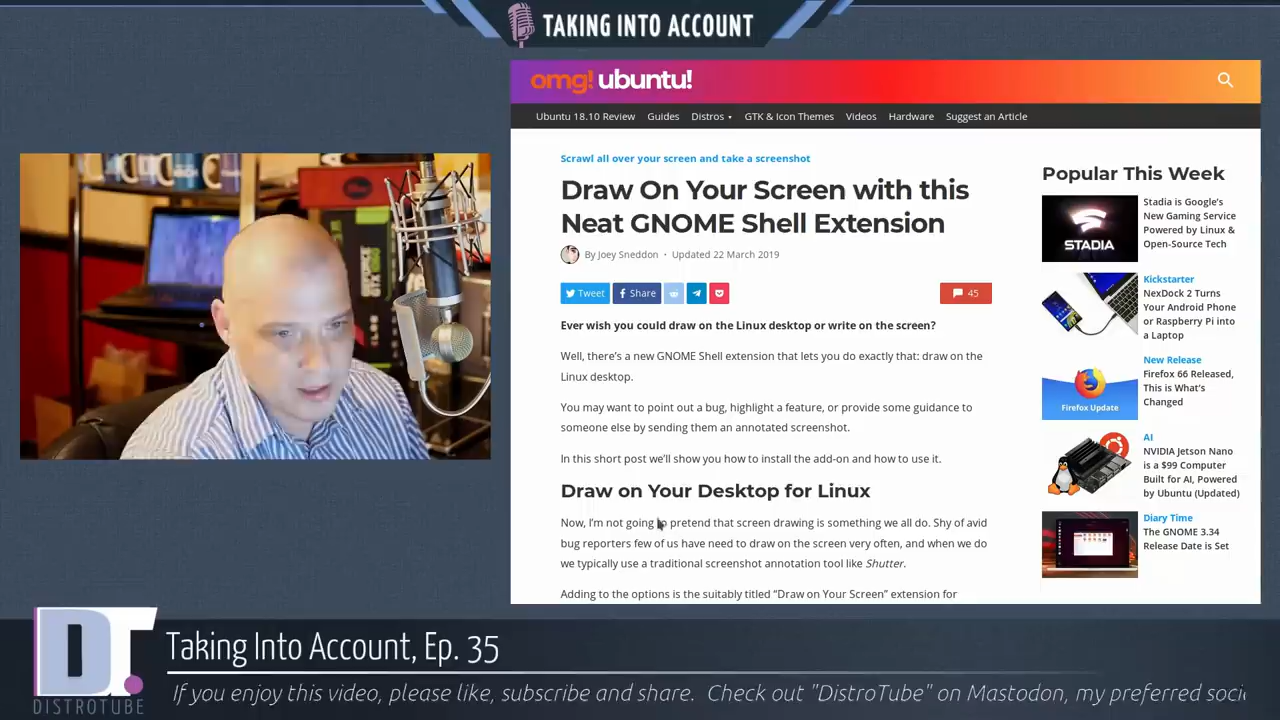 TAKING INTO ACCOUNT
omg! ubuntu!
Ubuntu 18.10 Review Guides Distros GTK & Icon Themes Videos Hardware Suggest an Article
Scrawl all over your screen and take a screenshot
Draw On Your Screen with this
Neat GNOME Shell Extension
By Joey Sneddon • Updated 22 March 2019
Tweet Share 45
Ever wish you could draw on the Linux desktop or write on the screen?
Well, there's a new GNOME Shell extension that lets you do exactly that: draw on the
Linux desktop.
You may want to point out a bug, highlight a feature, or provide some guidance to
someone else by sending them an annotated screenshot.
In this short post we'll show you how to install the add-on and how to use it.
Draw on Your Desktop for Linux
Now, I'm not going to pretend that screen drawing is something we all do. Shy of avid
bug reporters few of us have need to draw on the screen very often, and when we do
we typically use a traditional screenshot annotation tool like Shutter.
Adding to the options is the suitably titled “Draw on Your Screen” extension for
Popular This Week
STADIA
Stadia is Google's
New Gaming Service
Powered by Linux &
Open-Source Tech
Kickstarter
NexDock 2 Turns
Your Android Phone
or Raspberry Pi into
a Laptop
Firefox Update
New Release
Firefox 66 Released,
This is What's
Changed
AI
NVIDIA Jetson Nano
is a $99 Computer
Built for AI, Powered
by Ubuntu (Updated)
Diary Time
The GNOME 3.34
Release Date is Set
DT
DISTROTUBE
Taking Into Account, Ep. 35
If you enjoy this video, please like, subscribe and share. Check out "DistroTube" on Mastodon, my preferred soci